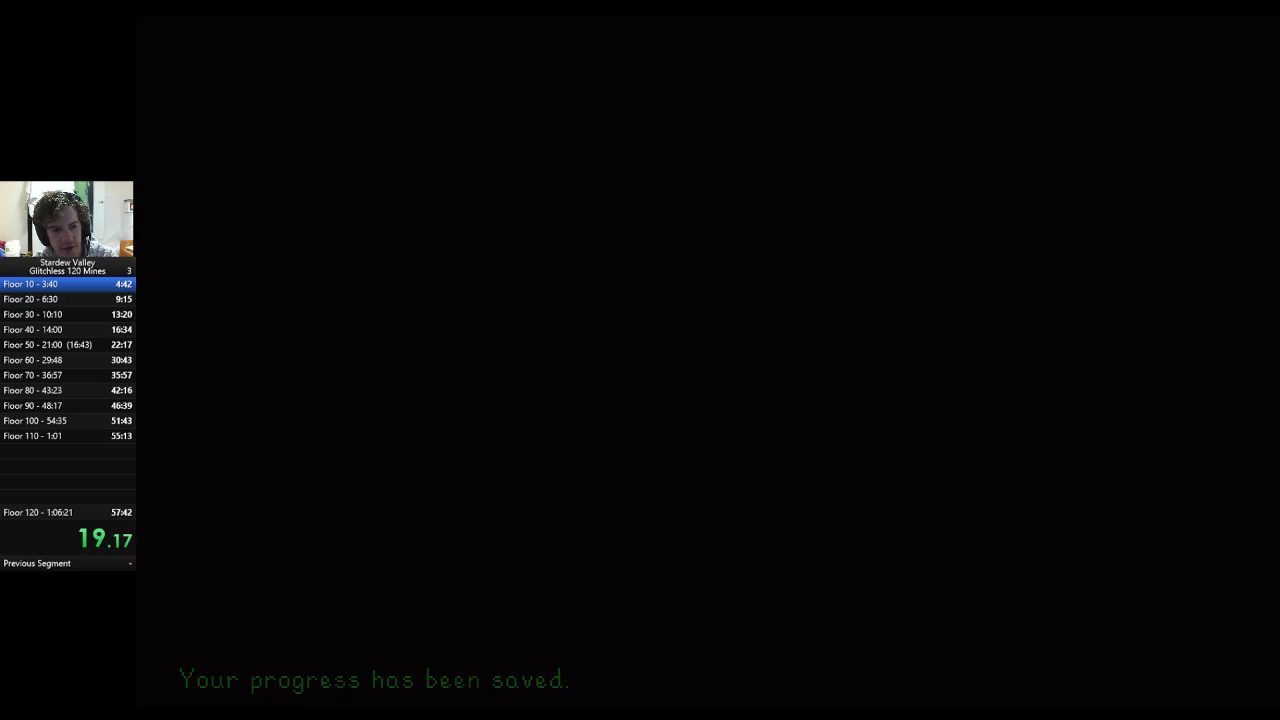 Stardew Valley
Glitchless 120 Mines 3
Floor 10 - 3:40 4:42
Floor 20 - 6:30 9:15
Floor 30 - 10:10 13:20
Floor 40 - 14:00 16:34
Floor 50 - 21:00 (16:43) 22:17
Floor 60 - 29:48 30:43
Floor 70 - 36:57 35:57
Floor 80 - 43:23 42:16
Floor 90 - 48:17 46:39
Floor 100 - 54:35 51:43
Floor 110 - 1:01 55:13
Floor 120 - 1:06:21 57:42
19.17
Previous Segment -
Your progress has been saved.